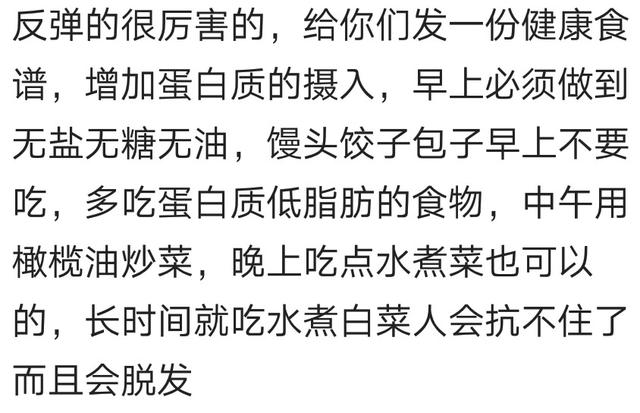 反弹的很厉害的，给你们发一份健康食
谱，增加蛋白质的摄入，早上必须做到
无盐无糖无油，馒头饺子包子早上不要
吃，多吃蛋白质低脂肪的食物，中午用
橄榄油炒菜，晚上吃点水煮菜也可以
的，长时间就吃水煮白菜人会抗不住了
而且会脱发